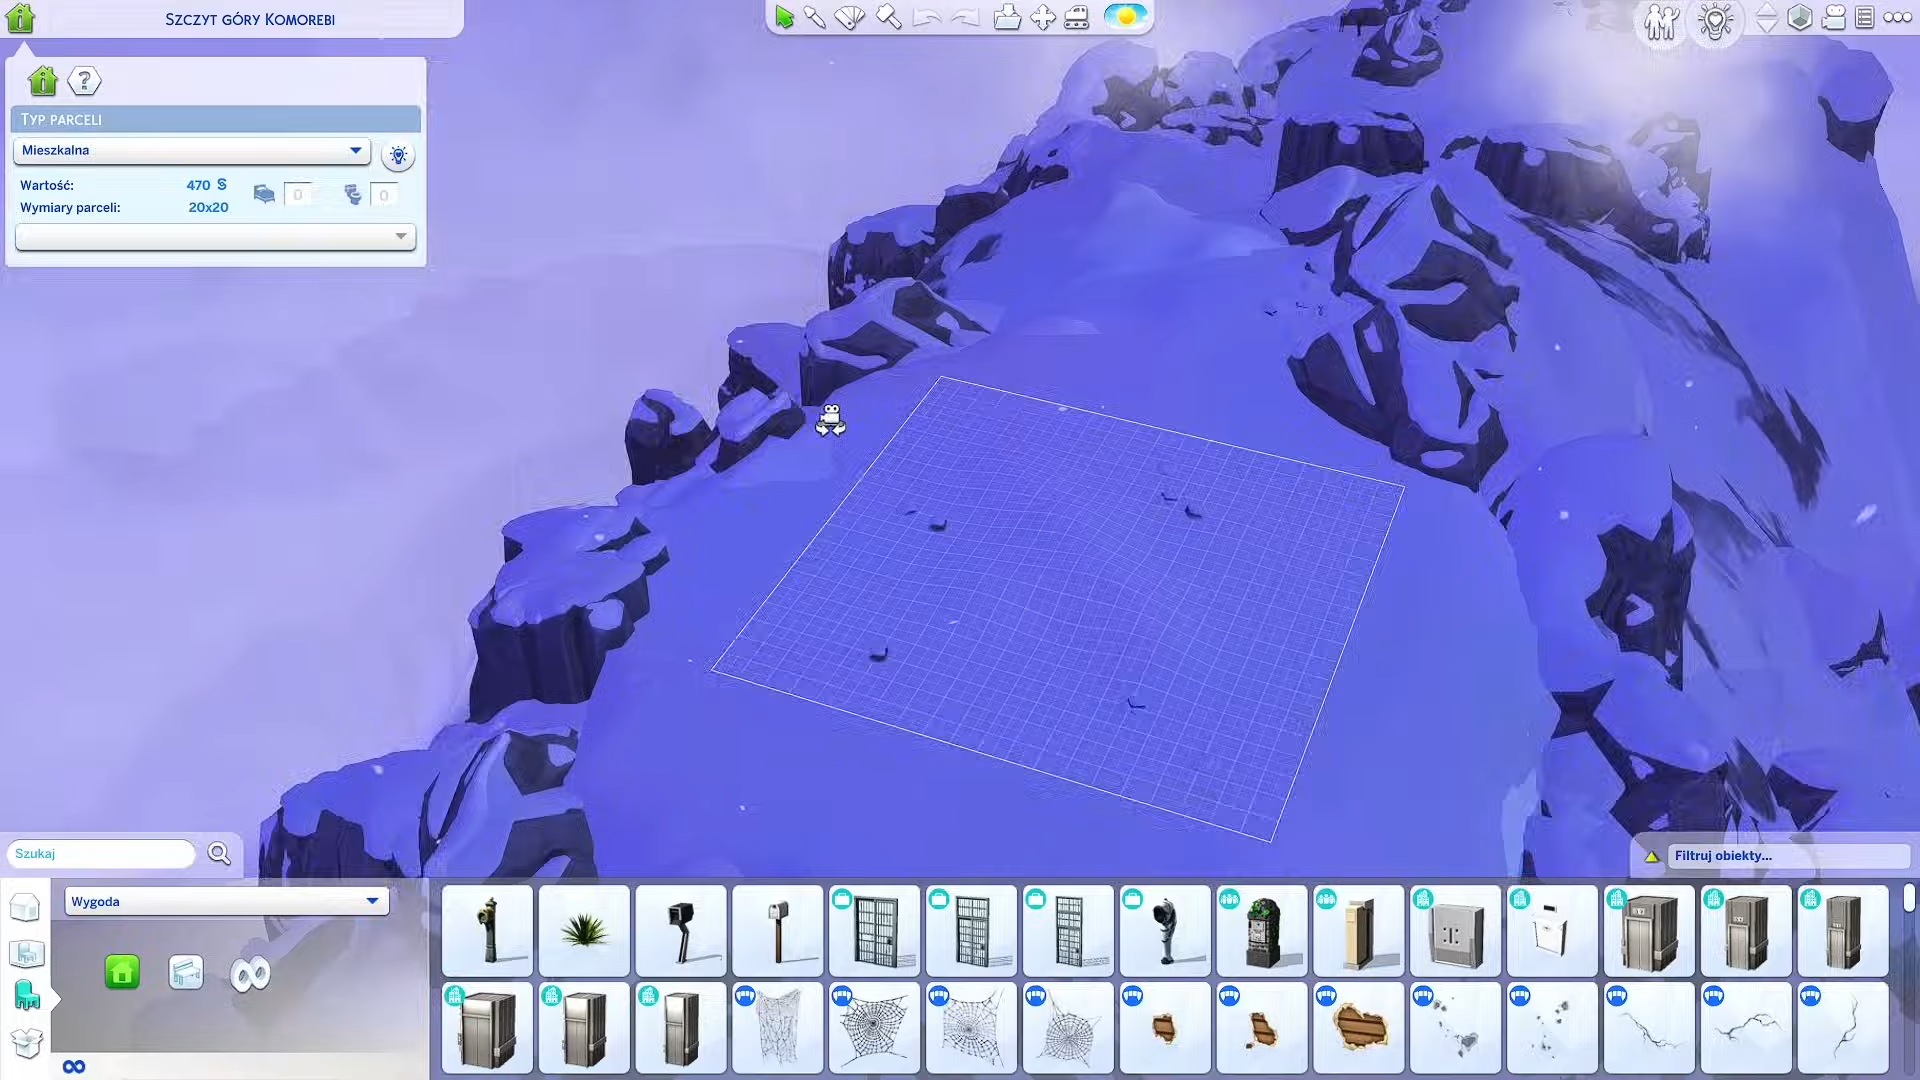 Szczyt góry Komorebi
Typ parceli
Mieszkalna
Wartość: 470 §
0
0
Wymiary parceli: 20x20
Szukaj
Filtruj obiekty...
Wygoda